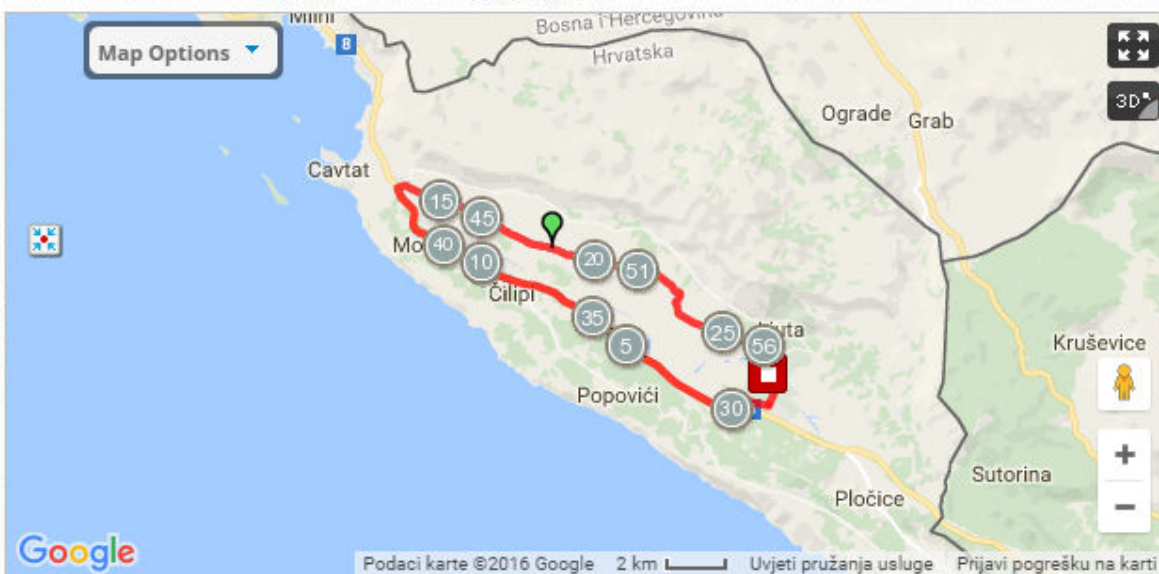 Mlini
8
Bosna i Hercegovina
Hrvatska
Map Options
3D
Ograde
Grab
Cavtat
15
45
40
10
20
51
Čilipi
35
5
25
56
Kruševice
Popovići
30
Sutorina
Pločice
+
−
Google
Podaci karte ©2016 Google
2 km
Uvjeti pružanja usluge
Prijavi pogrešku na karti